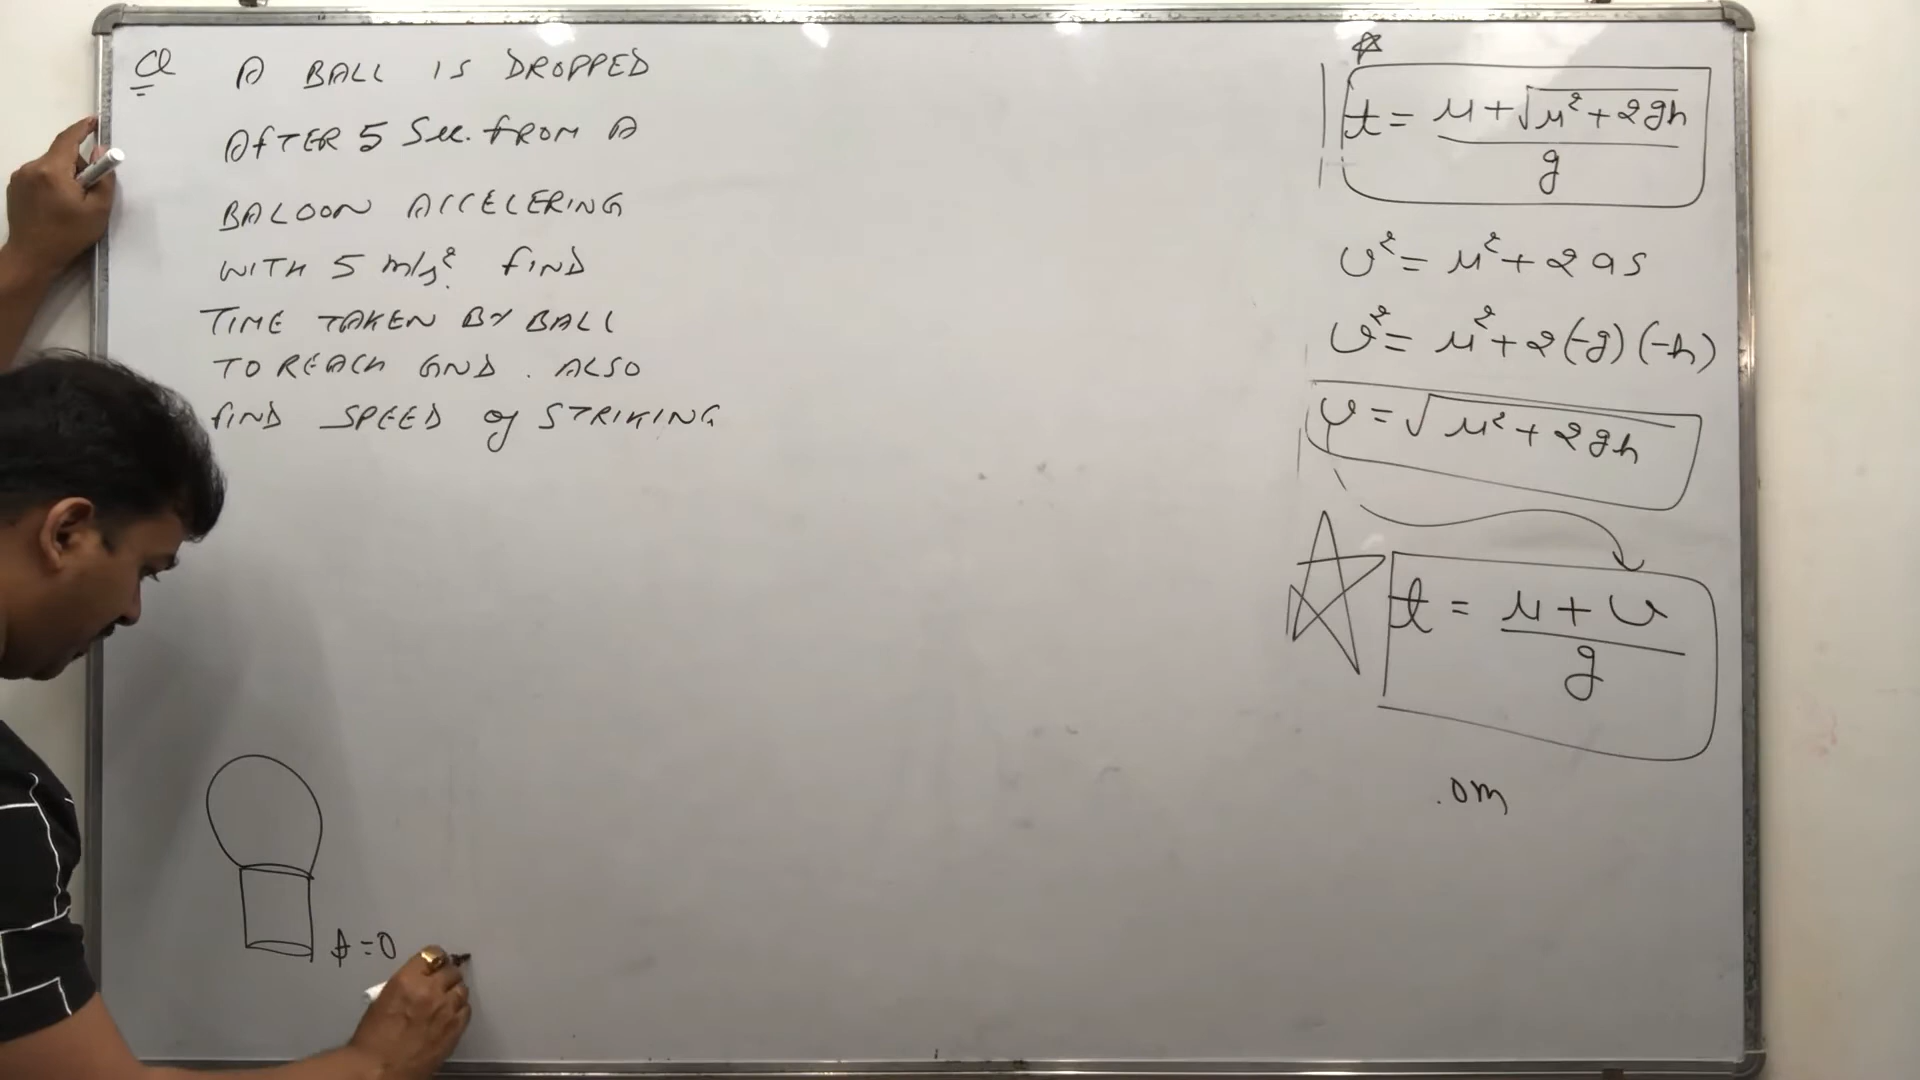 Q A BALL IS DROPPED
AFTER 5 Sec. FROM A
BALOON ACCELERING
WITH 5 m/s². FIND
TIME TAKEN BY BALL
TO REACH GND. ALSO
FIND SPEED of STRIKING
t=0
t = u+√u²+2gh / g
v² = u² + 2as
v² = u² + 2(-g)(-h)
v = √u²+2gh
t = u+v / g
.om